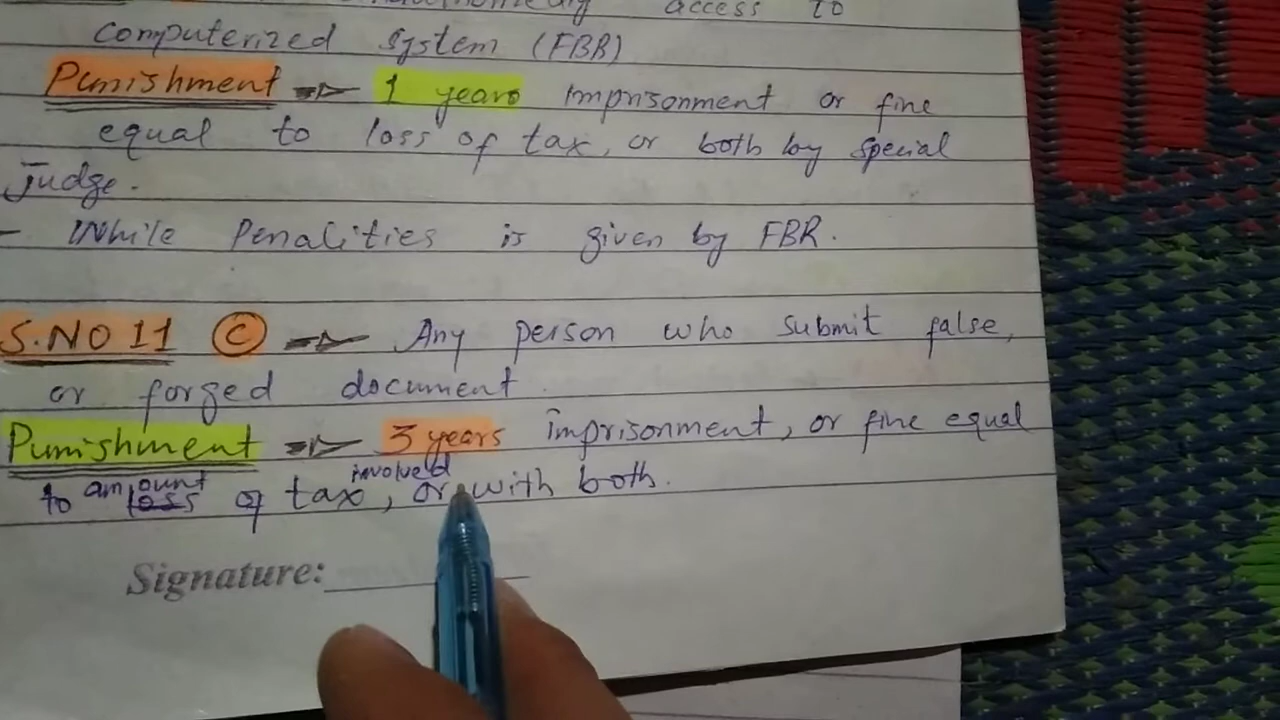 access to
computerized system (FBR)
Punishment 1 years imprisonment or fine
equal to loss of tax, or both by special
Judge.
- While Penalities is given by FBR.
S.NO 11 C Any person who submit false,
or forged document
Punishment 3 years imprisonment, or fine equal
to amount loss of tax involved, or with both.
Signature: